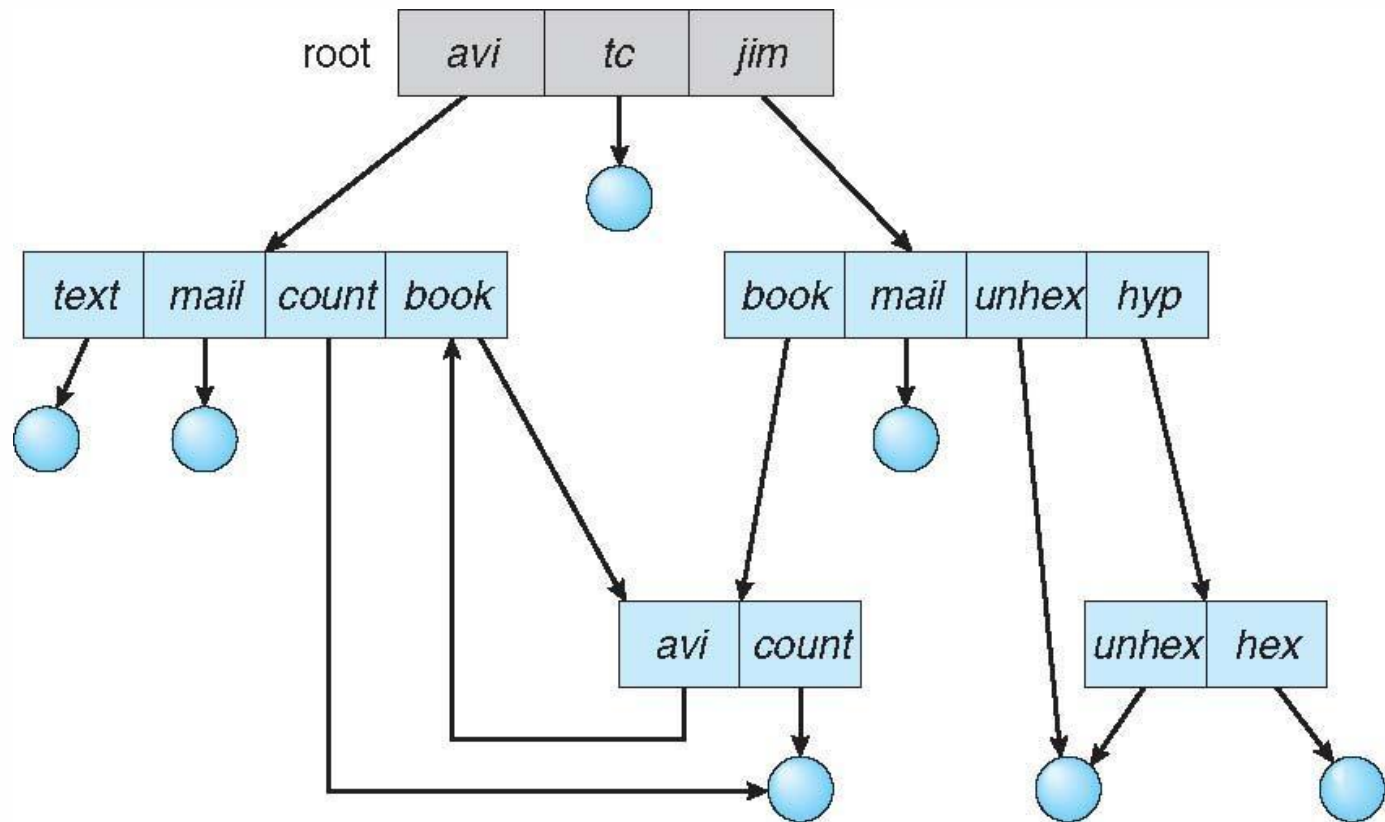 root avi tc jim
text mail count book book mail unhex hyp
avi count unhex hex